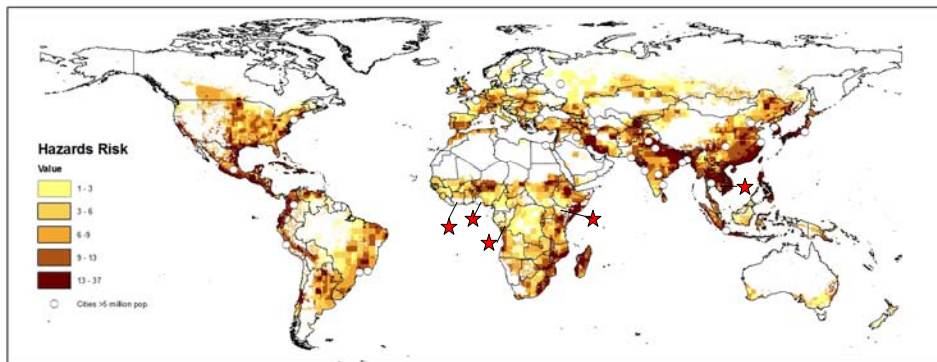 Hazards Risk
Value
1 - 3
3 - 6
6 - 9
9 - 13
13 - 37
Cities >5 million pop.